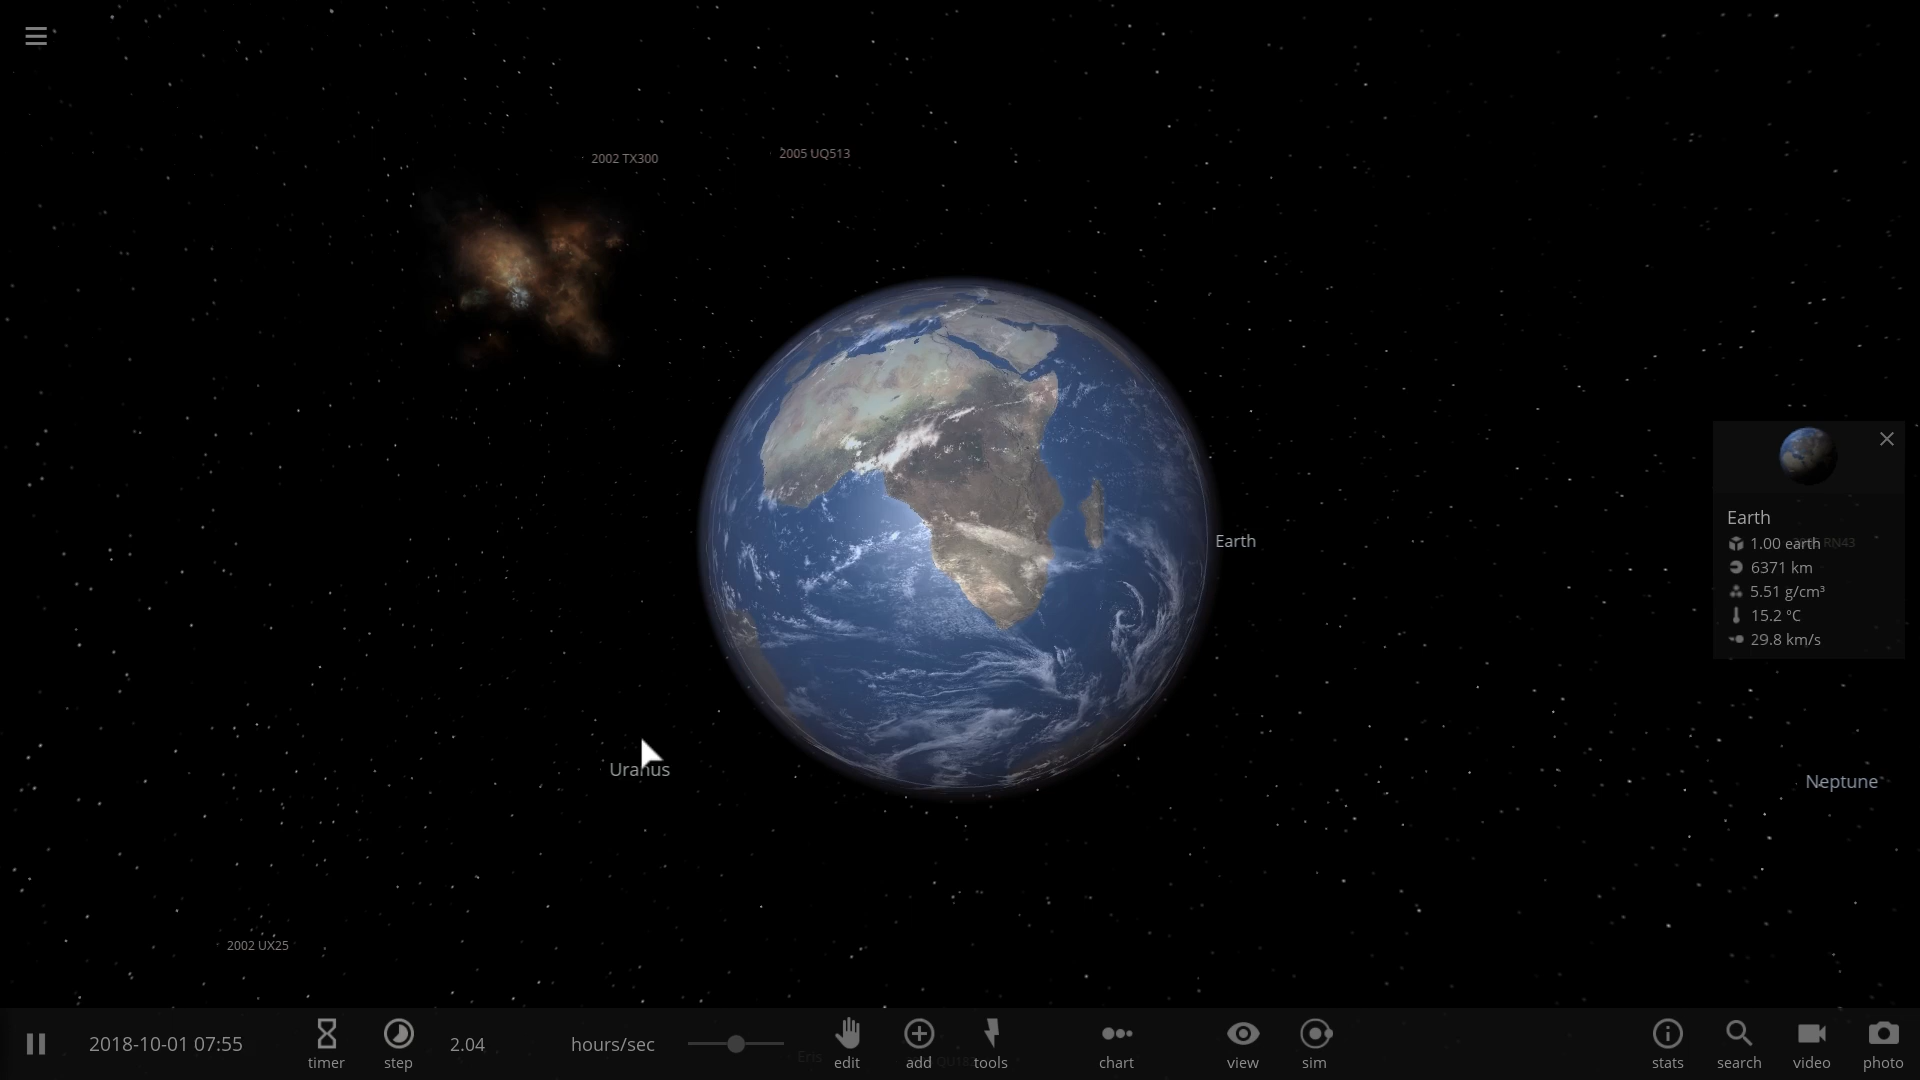 2002 TX300
2005 UQ513
Earth
Earth
1.00 earth
RN43
6371 km
5.51 g/cm³
15.2 °C
29.8 km/s
Uranus
Neptune
2002 UX25
2018-10-01 07:55
timer
step
2.04
hours/sec
Eris
edit
add
tools
chart
view
sim
stats
search
video
photo